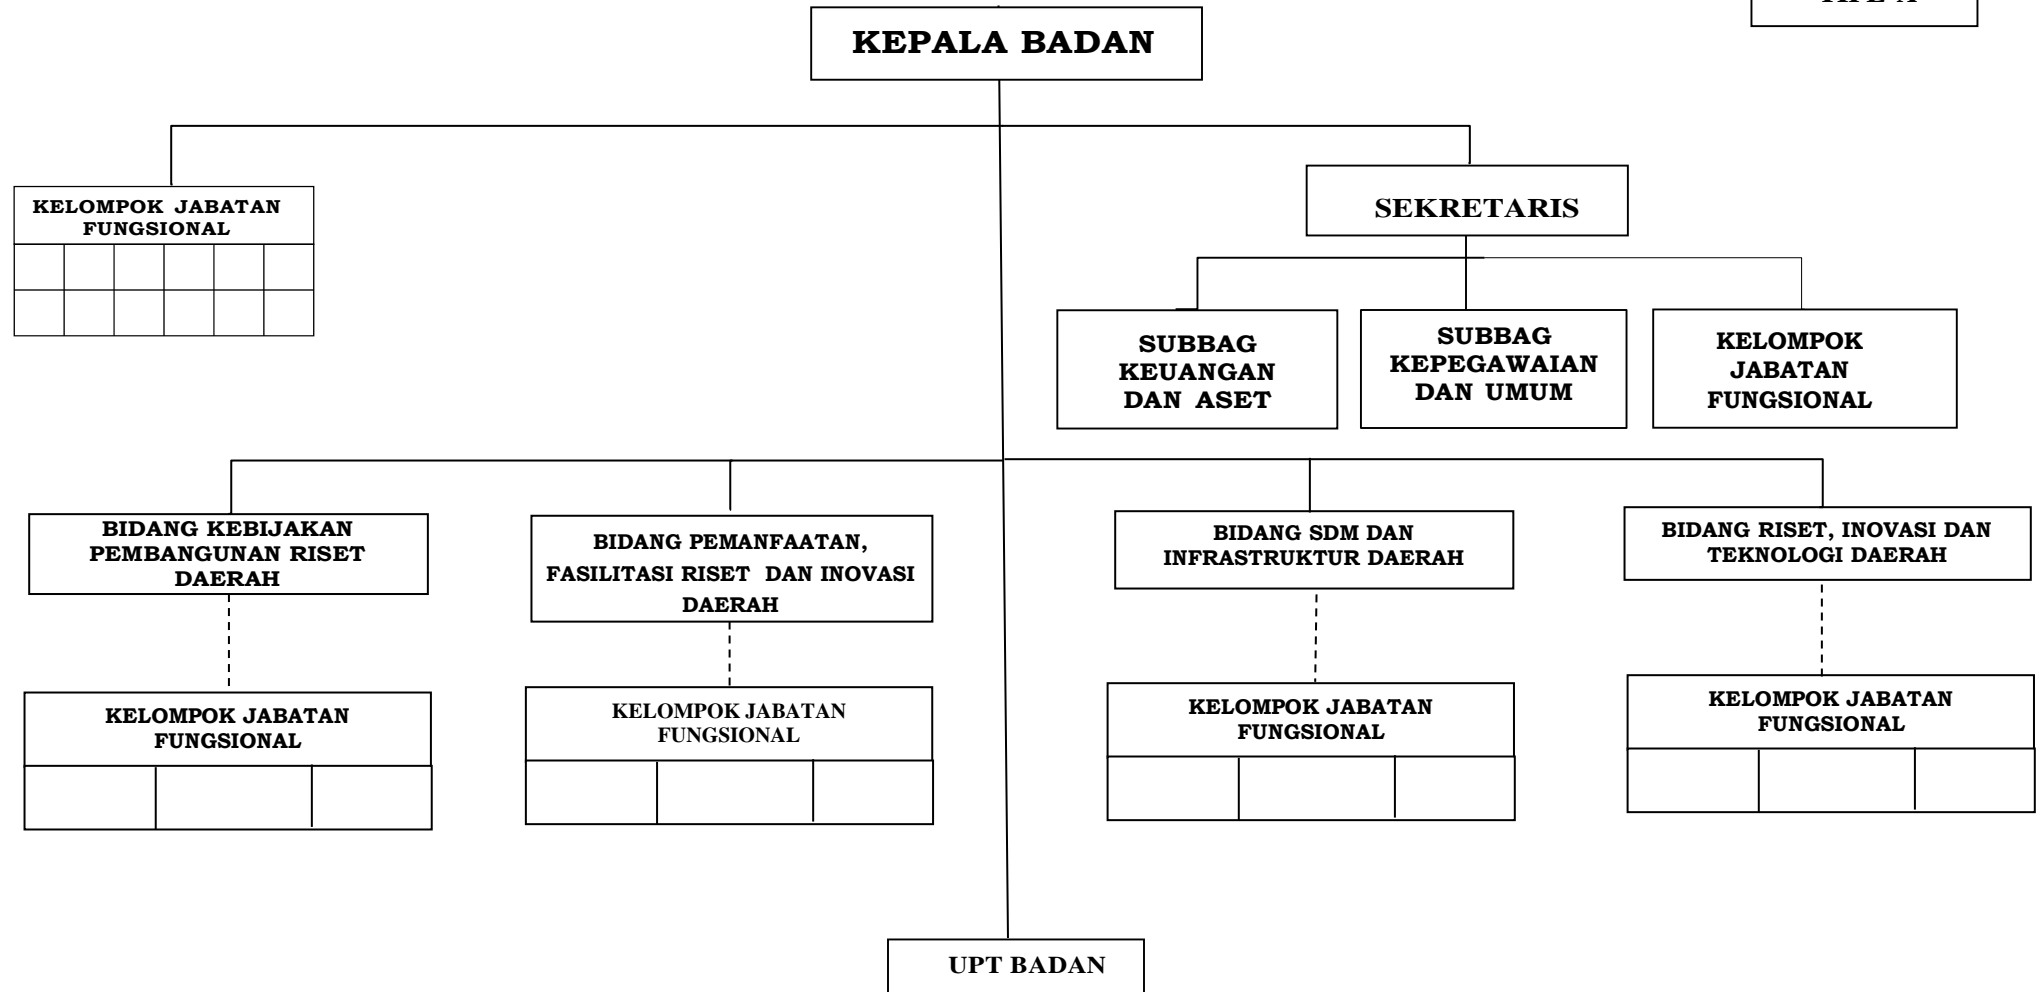 KEPALA BADAN
KELOMPOK JABATAN
FUNGSIONAL
SEKRETARIS
SUBBAG
KEUANGAN
DAN ASET
SUBBAG
KEPEGAWAIAN
DAN UMUM
KELOMPOK
JABATAN
FUNGSIONAL
BIDANG KEBIJAKAN
PEMBANGUNAN RISET
DAERAH
BIDANG PEMANFAATAN,
FASILITASI RISET DAN INOVASI
DAERAH
BIDANG SDM DAN
INFRASTRUKTUR DAERAH
BIDANG RISET, INOVASI DAN
TEKNOLOGI DAERAH
KELOMPOK JABATAN
FUNGSIONAL
KELOMPOK JABATAN
FUNGSIONAL
KELOMPOK JABATAN
FUNGSIONAL
KELOMPOK JABATAN
FUNGSIONAL
UPT BADAN